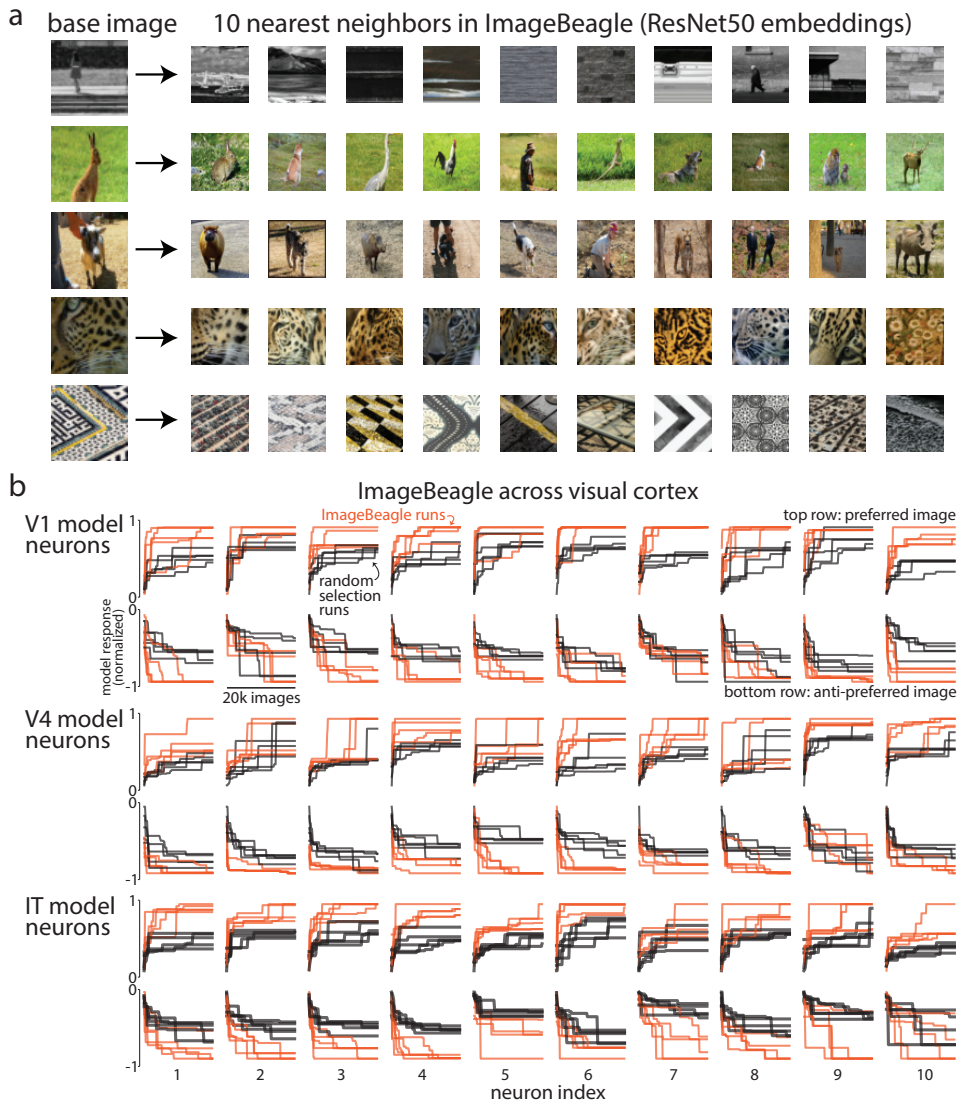 a
base image
10 nearest neighbors in ImageBeagle (ResNet50 embeddings)
b
ImageBeagle across visual cortex
V1 model
neurons
1
0
ImageBeagle runs
random
selection
runs
top row: preferred image
model response
(normalized)
0
-1
20k images
bottom row: anti-preferred image
V4 model
neurons
1
0
0
-1
IT model
neurons
1
0
0
-1
1 2 3 4 5 6 7 8 9 10
neuron index